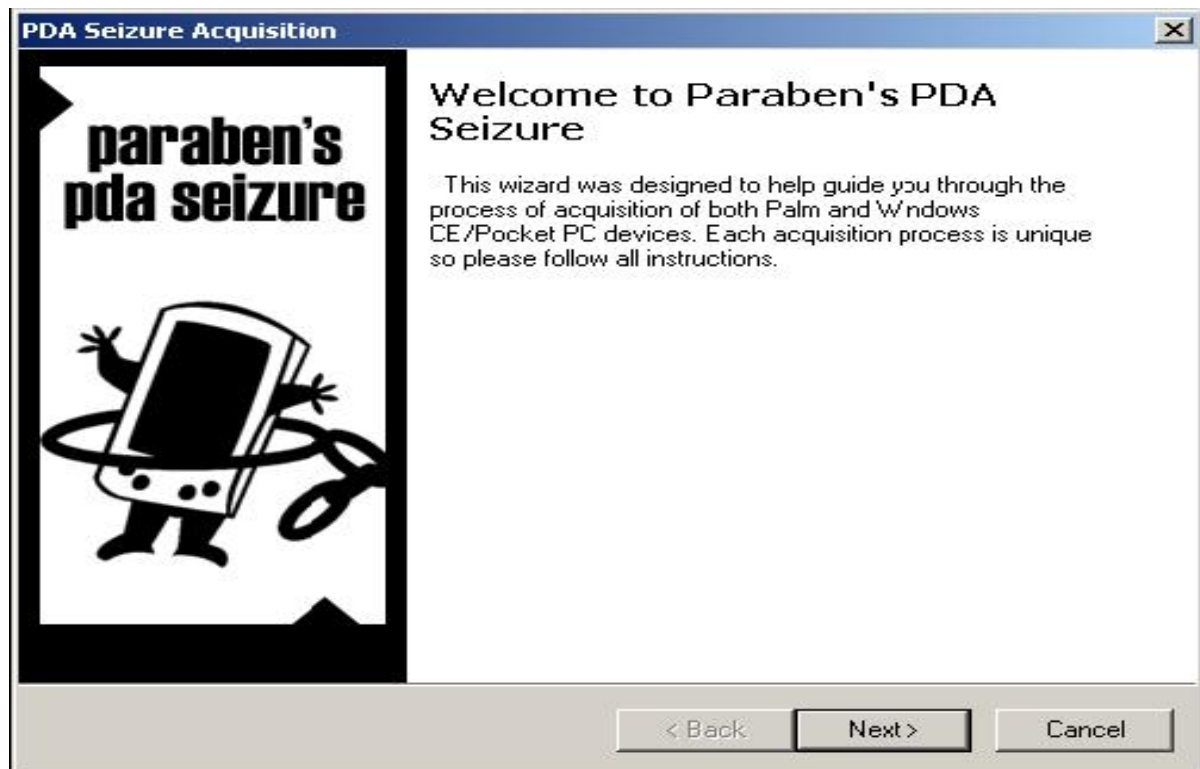 PDA Seizure Acquisition
paraben's
pda seizure
Welcome to Paraben's PDA
Seizure
This wizard was designed to help guide you through the
process of acquisition of both Palm and Windows
CE/Pocket PC devices. Each acquisition process is unique
so please follow all instructions.
< Back
Next >
Cancel